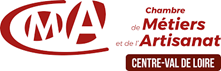 CMA
Chambre
de Métiers
et de l'Artisanat
CENTRE-VAL DE LOIRE